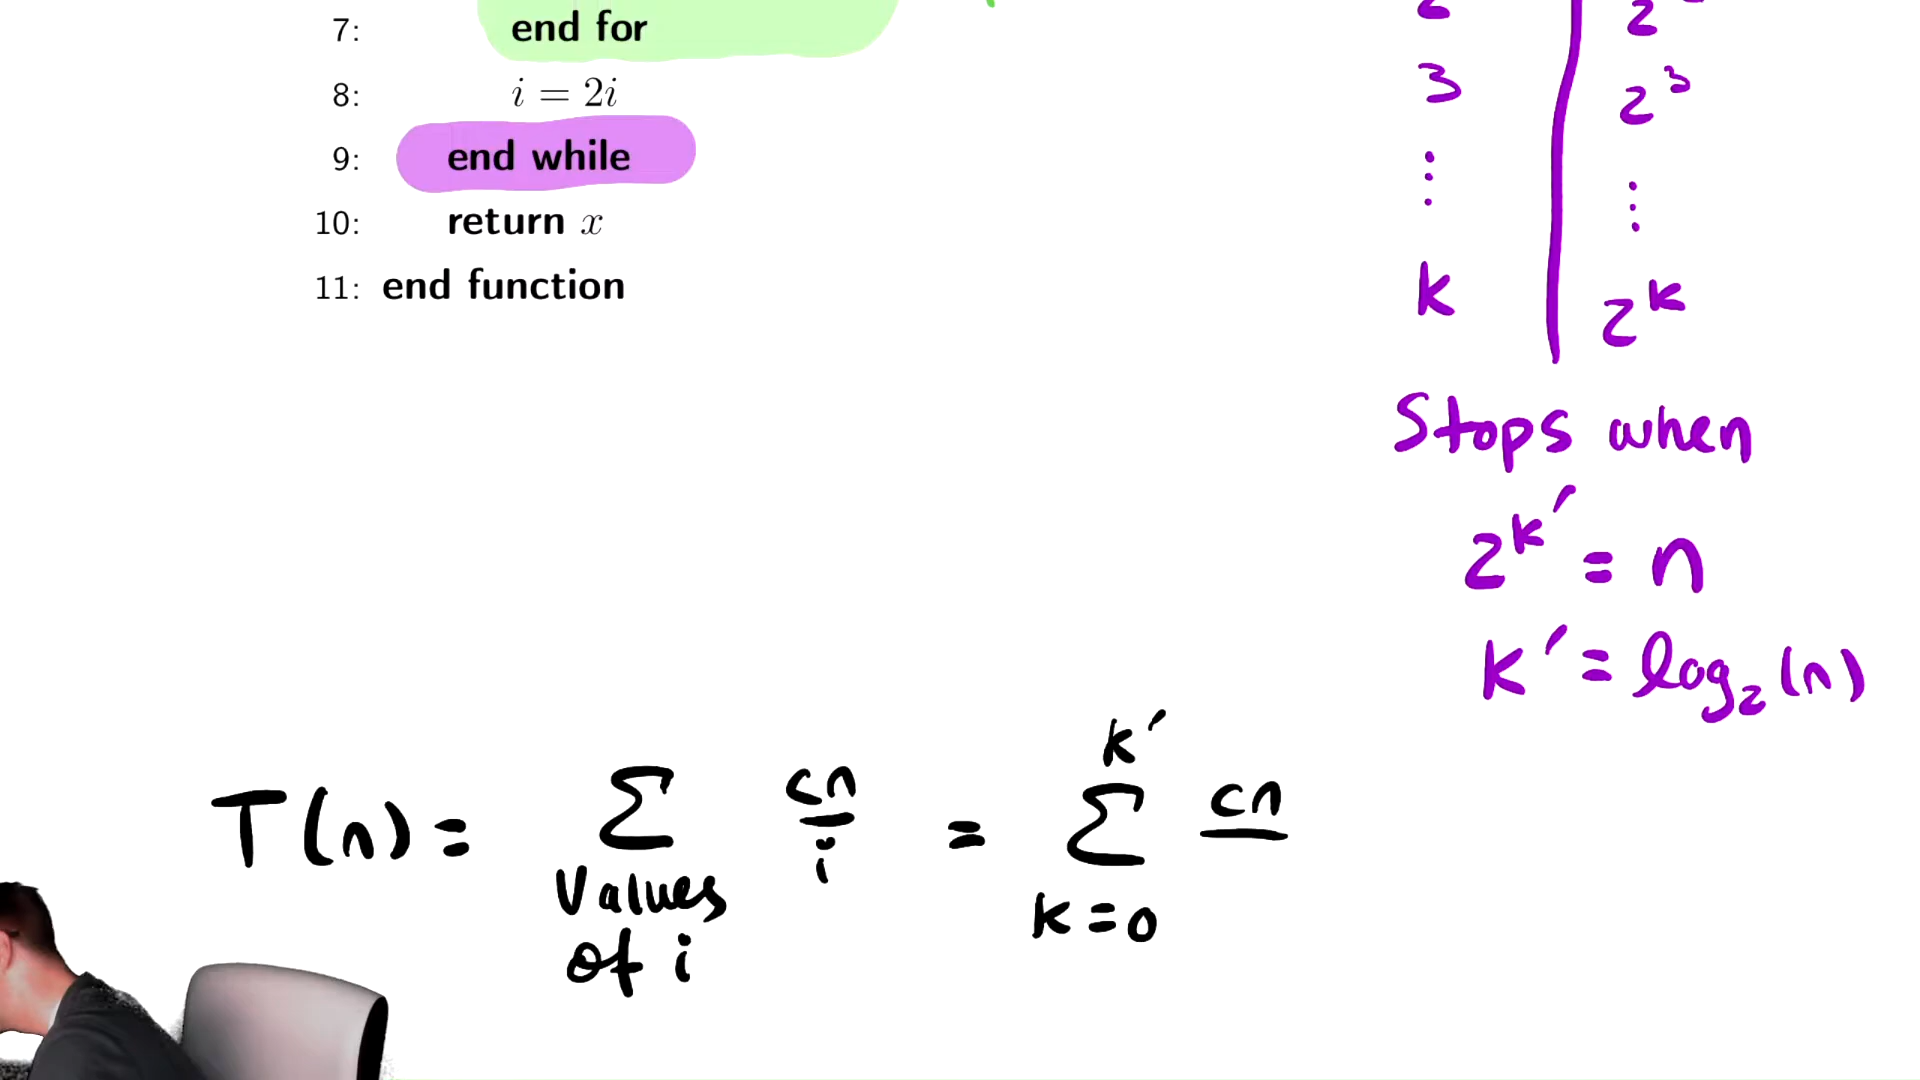 7: end for
8: i = 2i
9: end while
10: return x
11: end function
3 2^3
⋮ ⋮
k 2^k
Stops when
2^k′ = n
k′ = log₂(n)
T(n) = Σ cn/i = Σ cn
Values of i
k′
k=0